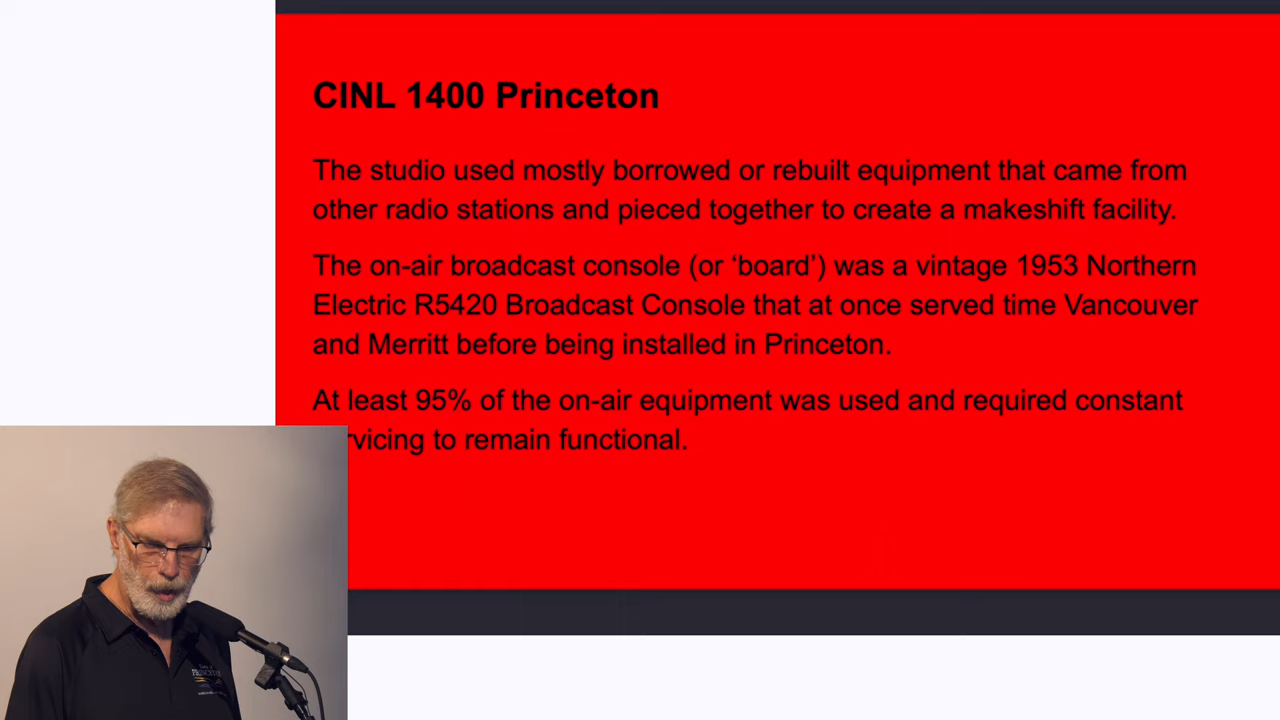 CINL 1400 Princeton
The studio used mostly borrowed or rebuilt equipment that came from
other radio stations and pieced together to create a makeshift facility.
The on-air broadcast console (or ‘board’) was a vintage 1953 Northern
Electric R5420 Broadcast Console that at once served time Vancouver
and Merritt before being installed in Princeton.
At least 95% of the on-air equipment was used and required constant
to remain functional.